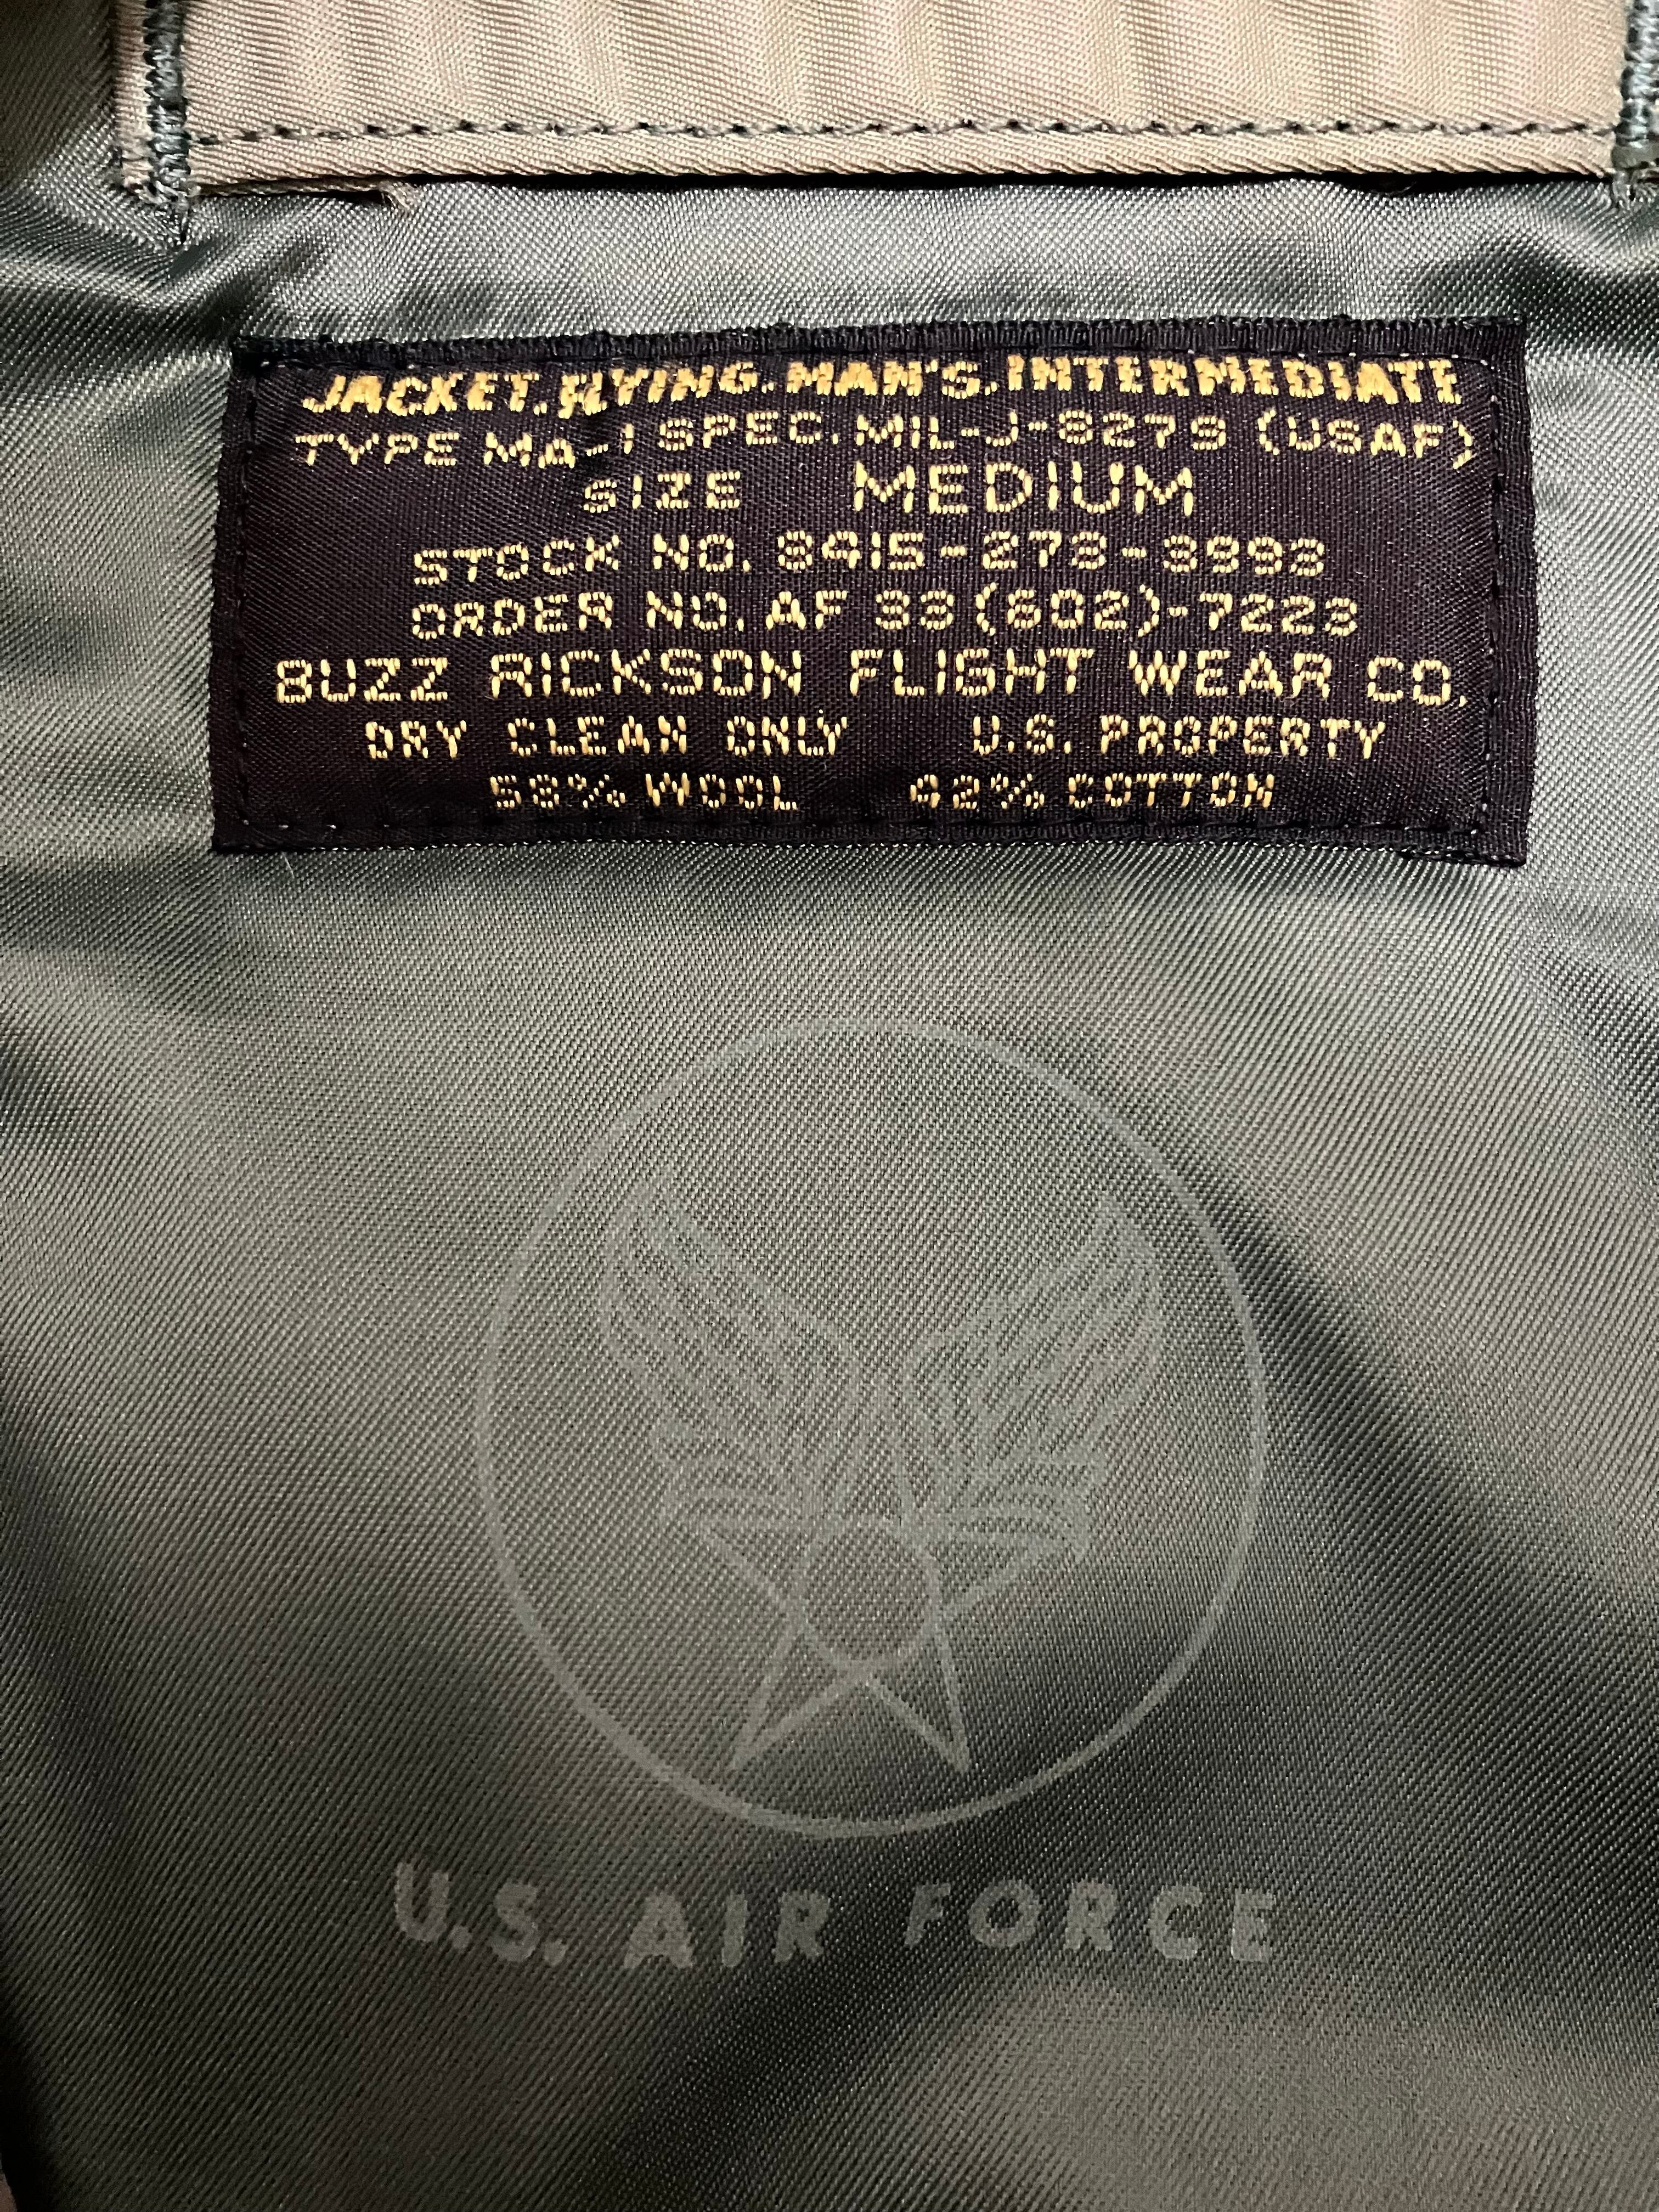 JACKET, FLYING, MAN'S, INTERMEDIATE
TYPE MA-1 SPEC. MIL-J-8279 (USAF)
SIZE MEDIUM
STOCK NO. 8415-273-3993
ORDER NO. AF 33(602)-7223
BUZZ RICKSON FLIGHT WEAR CO.
DRY CLEAN ONLY U.S. PROPERTY
58% WOOL 42% COTTON
U.S. AIR FORCE